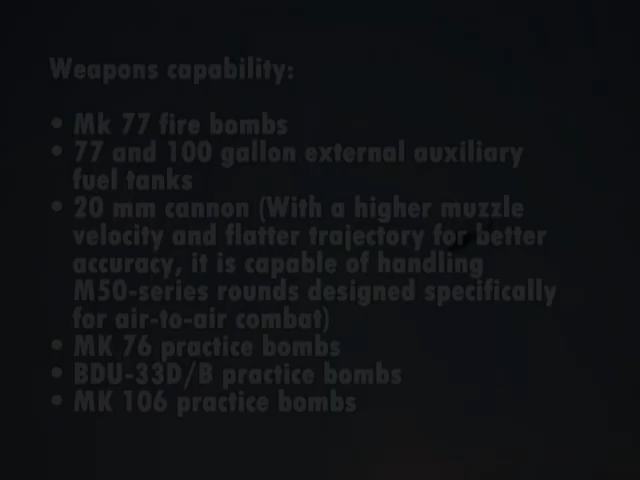 Weapons capability:
• Mk 77 fire bombs
• 77 and 100 gallon external auxiliary
fuel tanks
• 20 mm cannon (With a higher muzzle
velocity and flatter trajectory for better
accuracy, it is capable of handling
M50-series rounds designed specifically
for air-to-air combat)
• MK 76 practice bombs
• BDU-33D/B practice bombs
• MK 106 practice bombs